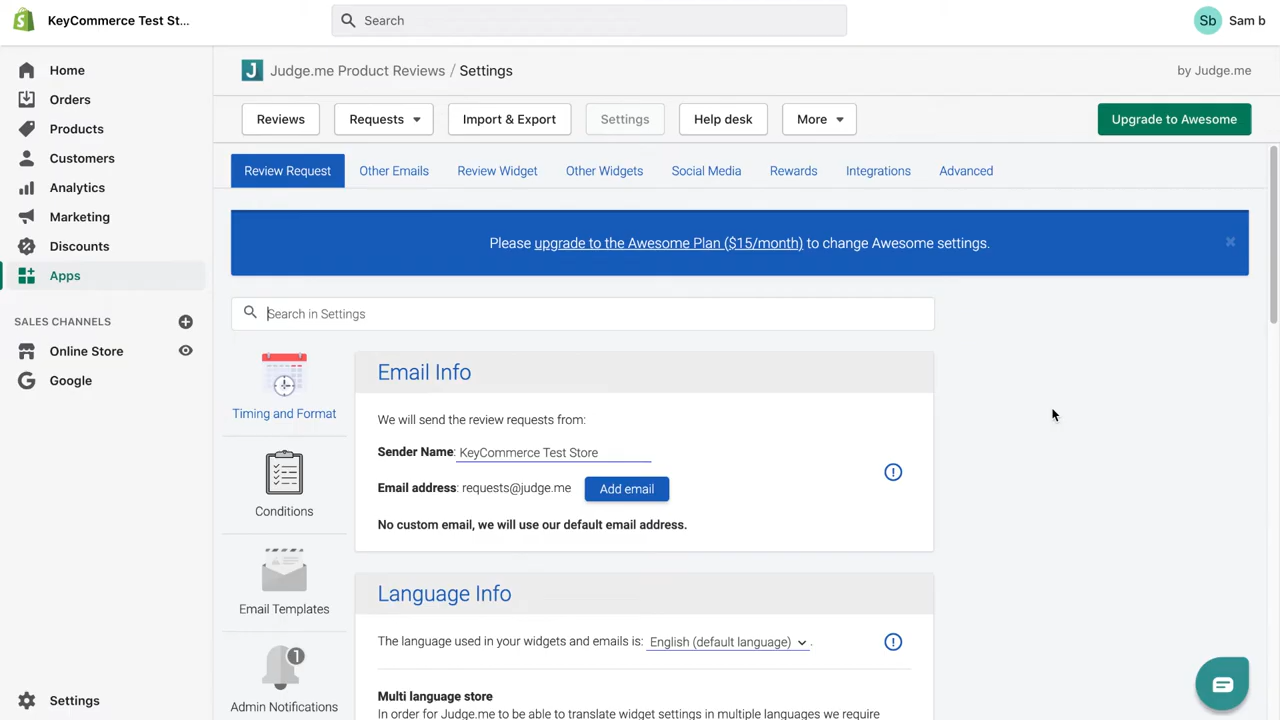 KeyCommerce Test St...
Search
Sb
Sam b
Home
Orders
Products
Customers
Analytics
Marketing
Discounts
Apps
SALES CHANNELS
Online Store
Google
Settings
J
Judge.me Product Reviews / Settings
by Judge.me
Reviews
Requests
Import & Export
Settings
Help desk
More
Upgrade to Awesome
Review Request
Other Emails
Review Widget
Other Widgets
Social Media
Rewards
Integrations
Advanced
Please upgrade to the Awesome Plan ($15/month) to change Awesome settings.
Search in Settings
Timing and Format
Conditions
Email Templates
1
Admin Notifications
Email Info
We will send the review requests from:
Sender Name: KeyCommerce Test Store
Email address: requests@judge.me
Add email
No custom email, we will use our default email address.
Language Info
The language used in your widgets and emails is: English (default language).
Multi language store
In order for Judge.me to be able to translate widget settings in multiple languages we require